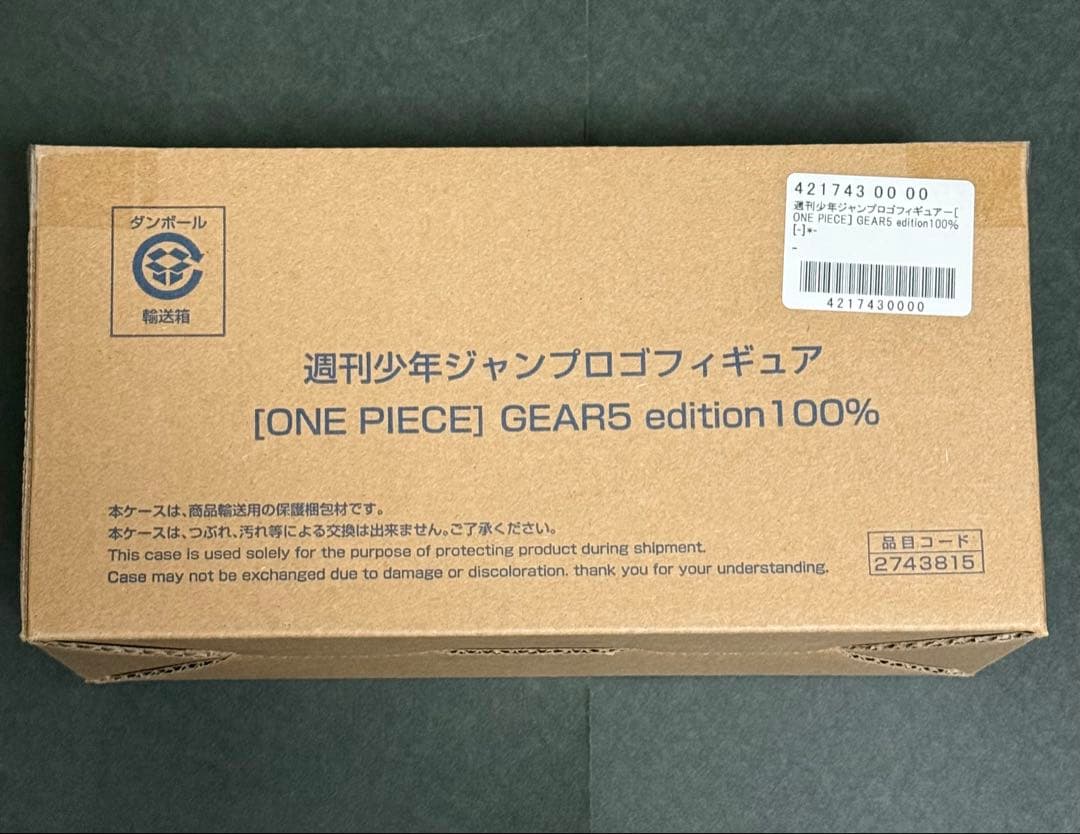 421743 00 00
週刊少年ジャンプロゴフィギュアー[
ONE PIECE] GEAR5 edition100%
[-]*-
-
4217430000
ダンボール
輸送箱
週刊少年ジャンプロゴフィギュア
[ONE PIECE] GEAR5 edition100%
本ケースは、商品輸送用の保護梱包材です。
本ケースは、つぶれ、汚れ等による交換は出来ません。ご了承ください。
This case is used solely for the purpose of protecting product during shipment.
Case may not be exchanged due to damage or discoloration. thank you for your understanding.
品目コード
2743815